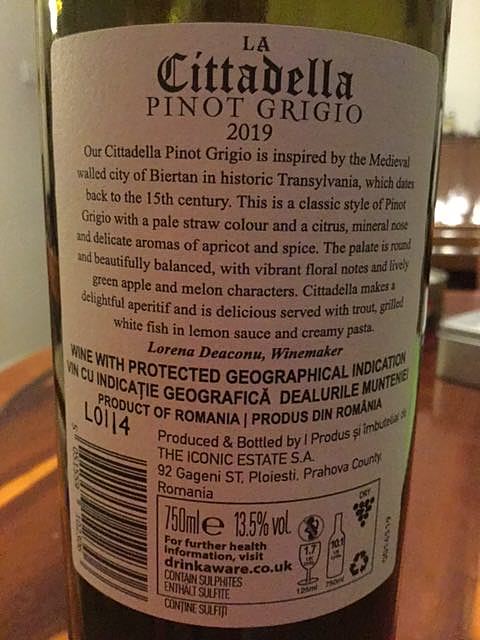 LA
Cittadella
PINOT GRIGIO
2019
Our Cittadella Pinot Grigio is inspired by the Medieval
walled city of Biertan in historic Transylvania, which dates
back to the 15th century. This is a classic style of Pinot
Grigio with a pale straw colour and a citrus, mineral nose
and delicate aromas of apricot and spice. The palate is round
and beautifully balanced, with vibrant floral notes and lively
green apple and melon characters. Cittadella makes a
delightful aperitif and is delicious served with trout, grilled
white fish in lemon sauce and creamy pasta.
Lorena Deaconu, Winemaker
WINE WITH PROTECTED GEOGRAPHICAL INDICATION
VIN CU INDICAȚIE GEOGRAFICĂ DEALURILE MUNTENIEI
PRODUCT OF ROMANIA | PRODUS DIN ROMÂNIA
L0114
Produced & Bottled by | Produs și îmbuteliat de
THE ICONIC ESTATE S.A.
92 Gageni ST, Ploiesti, Prahova County,
Romania
750ml e 13.5% vol.
DRY
For further health
information, visit
drinkaware.co.uk
1.7
10.1
125ml
750ml
CONTAIN SULPHITES
ENTHÄLT SULFITE
CONȚINE SULFIȚI